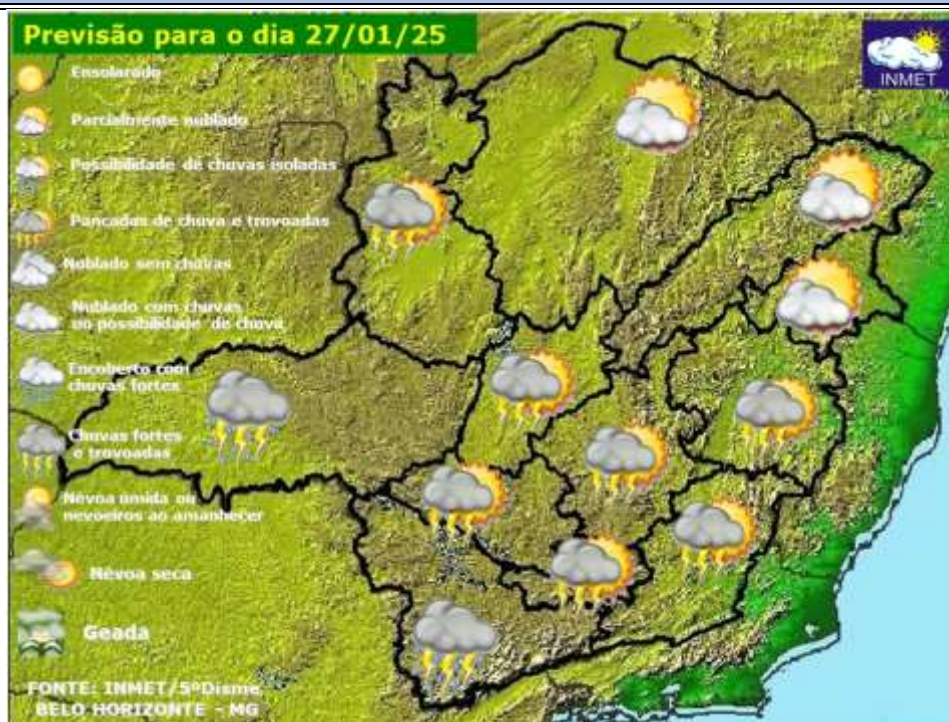 Previsão para o dia 27/01/25
INMET
Ensolarado
Parcialmente nublado
Possibilidade de chuvas isoladas
Pancadas de chuva e trovoadas
Nublado sem chuvas
Nublado com chuvas
ou possibilidade de chuva
Encoberto com
chuvas fortes
Chuvas fortes
e trovoadas
Névoa úmida ou
nevoeiros ao amanhecer
Névoa seca
Geada
FONTE: INMET/5ºDisme
BELO HORIZONTE - MG